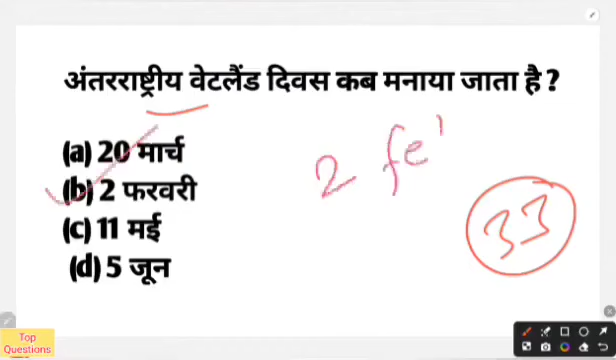 अंतरराष्ट्रीय वेटलैंड दिवस कब मनाया जाता है ?
(a) 20 मार्च
(b) 2 फरवरी
(c) 11 मई
(d) 5 जून
2 fe'
33
Top
Questions